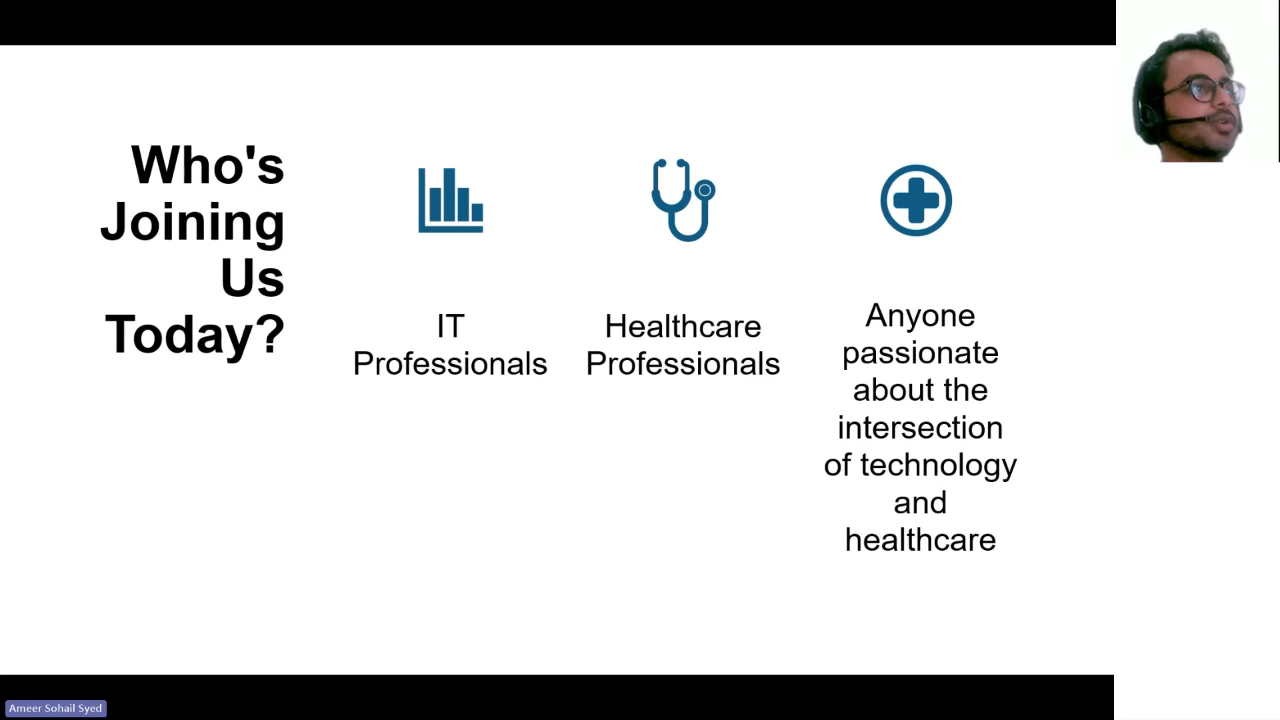 Who's
Joining
Us
Today?
IT
Professionals
Healthcare
Professionals
Anyone
passionate
about the
intersection
of technology
and
healthcare
Ameer Sohail Syed